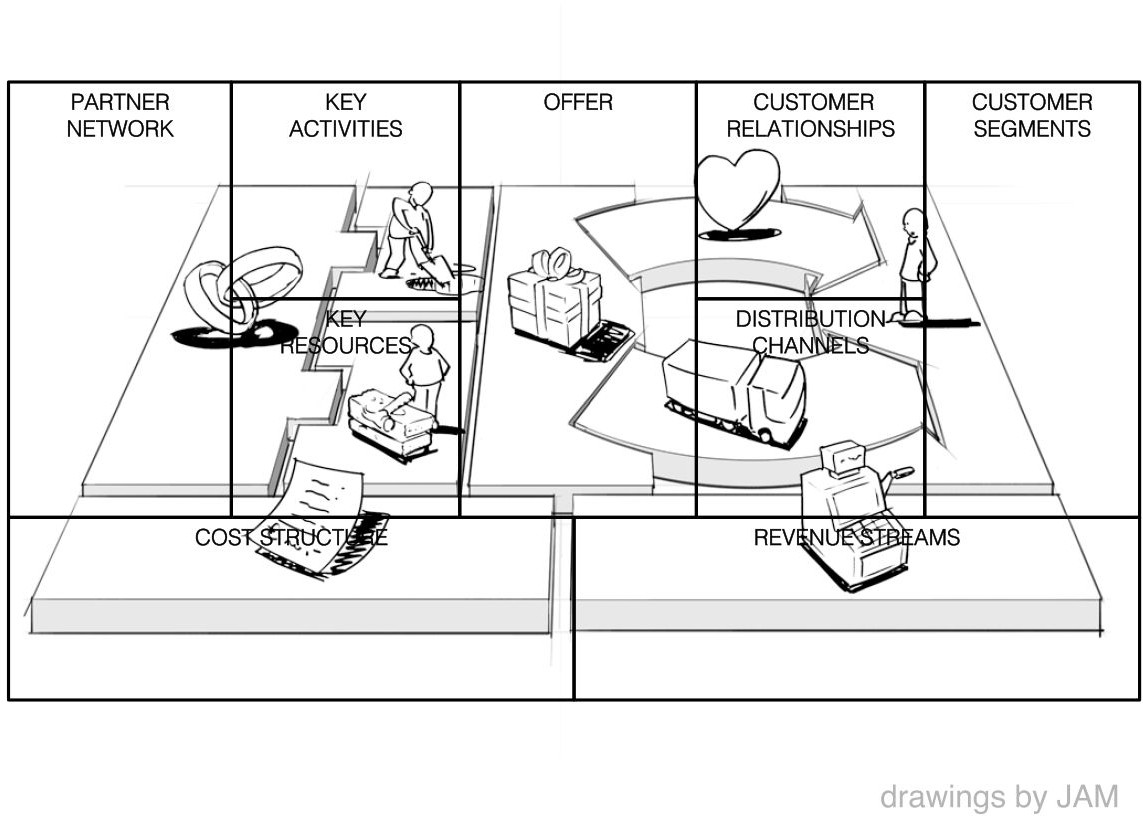 PARTNER
NETWORK
KEY
ACTIVITIES
OFFER
CUSTOMER
RELATIONSHIPS
CUSTOMER
SEGMENTS
KEY
RESOURCES
DISTRIBUTION
CHANNELS
COST STRUCTURE
REVENUE STREAMS
drawings by JAM